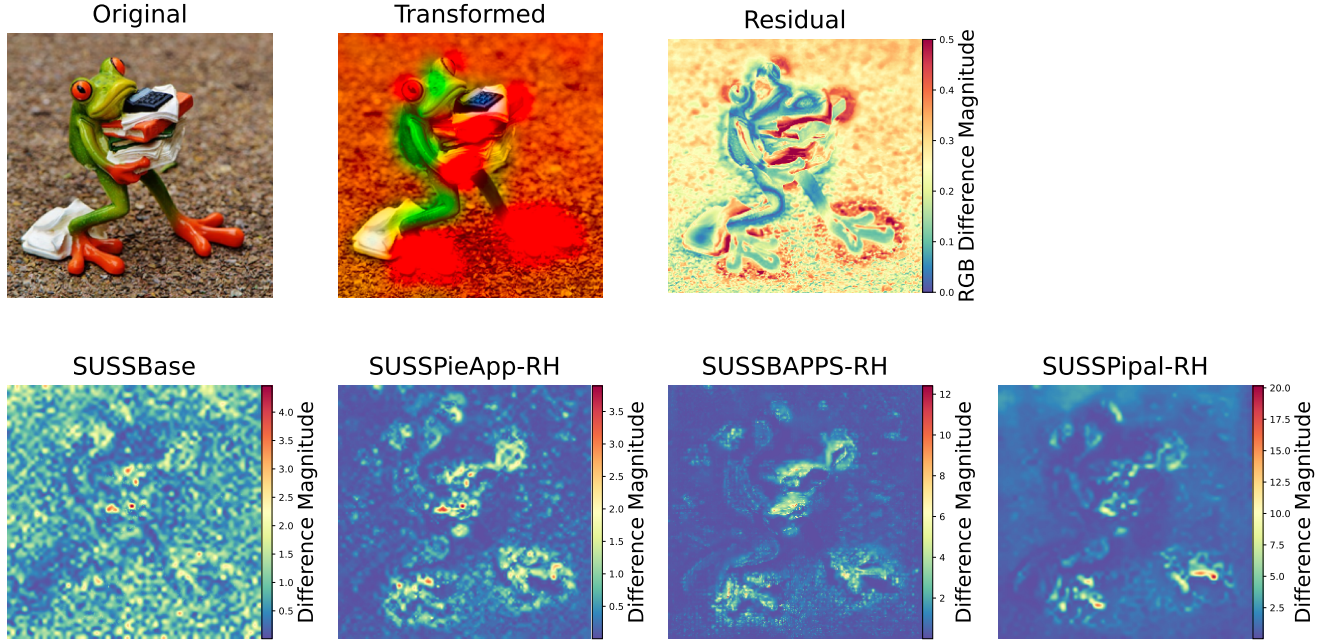 Original
Transformed
Residual
0.5
0.4
0.3
0.2
0.1
0.0
RGB Difference Magnitude
SUSSBase
4.0
3.5
3.0
2.5
2.0
1.5
1.0
0.5
Difference Magnitude
SUSSPieApp-RH
3.5
3.0
2.5
2.0
1.5
1.0
0.5
Difference Magnitude
SUSSBAPPS-RH
12
10
8
6
4
2
Difference Magnitude
SUSSPipal-RH
20.0
17.5
15.0
12.5
10.0
7.5
5.0
2.5
Difference Magnitude